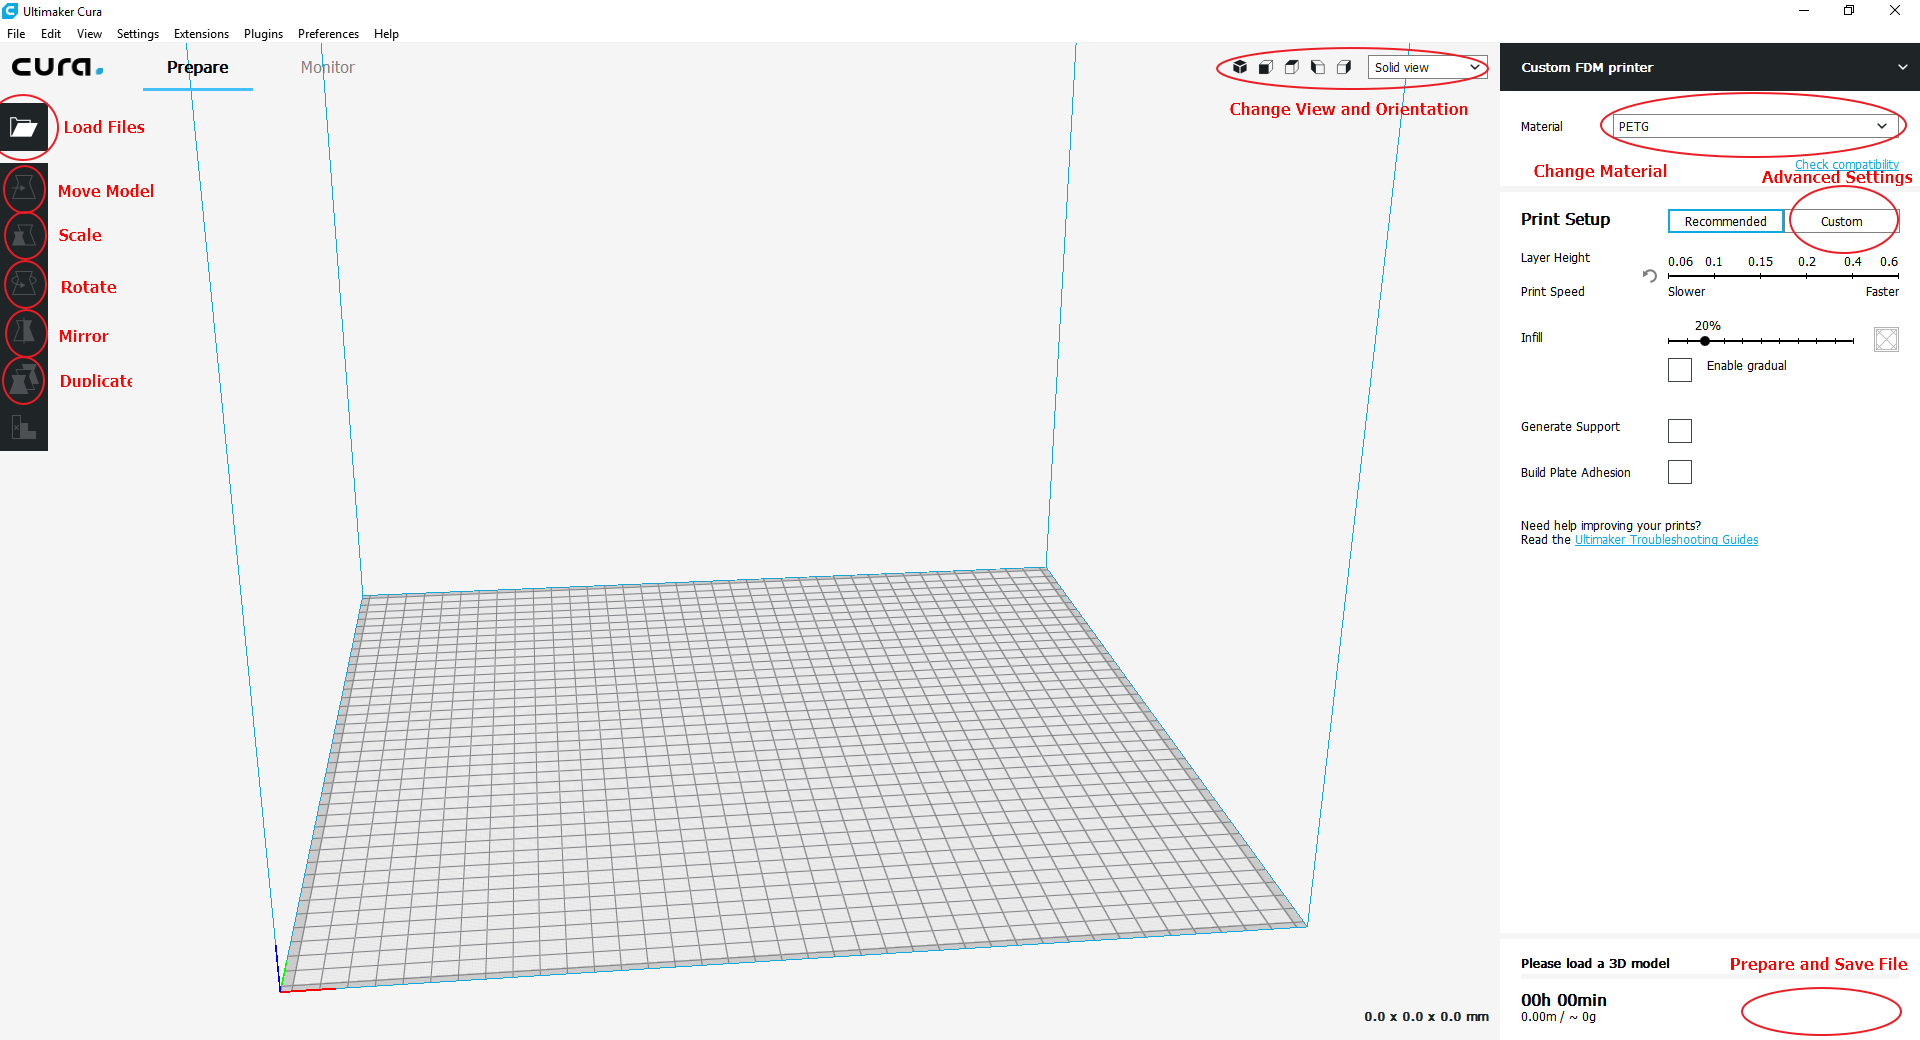 Ultimaker Cura
File Edit View Settings Extensions Plugins Preferences Help
cura.
Prepare
Monitor
Solid view
Change View and Orientation
Load Files
Move Model
Scale
Rotate
Mirror
Duplicate
Custom FDM printer
Material
PETG
Check compatibility
Change Material
Advanced Settings
Print Setup
Recommended
Custom
Layer Height
0.06 0.1 0.15 0.2 0.4 0.6
Print Speed
Slower
Faster
20%
Infill
Enable gradual
Generate Support
Build Plate Adhesion
Need help improving your prints?
Read the Ultimaker Troubleshooting Guides
Please load a 3D model
Prepare and Save File
00h 00min
0.00m / ~ 0g
0.0 x 0.0 x 0.0 mm